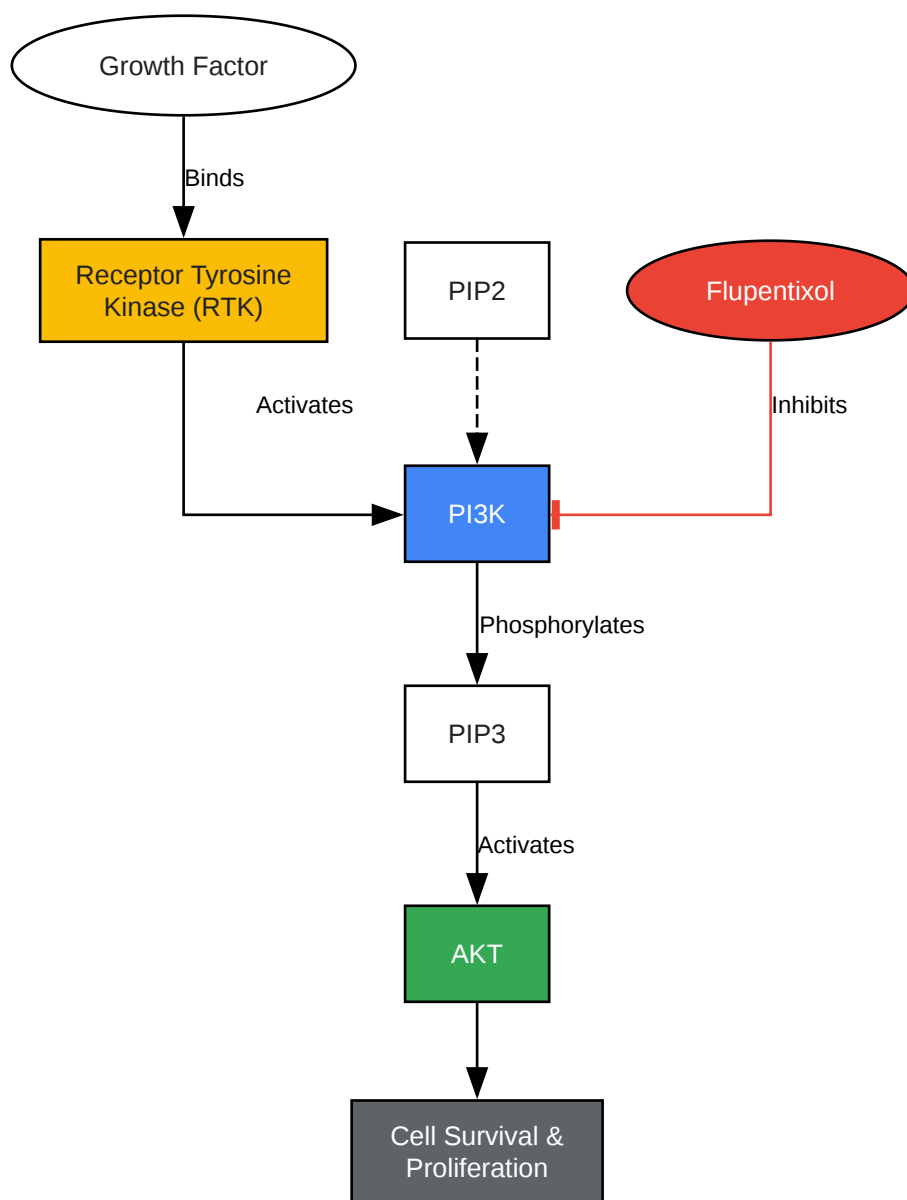 Growth Factor
Binds
Receptor Tyrosine
Kinase (RTK)
PIP2
Flupentixol
Activates
Inhibits
PI3K
Phosphorylates
PIP3
Activates
AKT
Cell Survival &
Proliferation